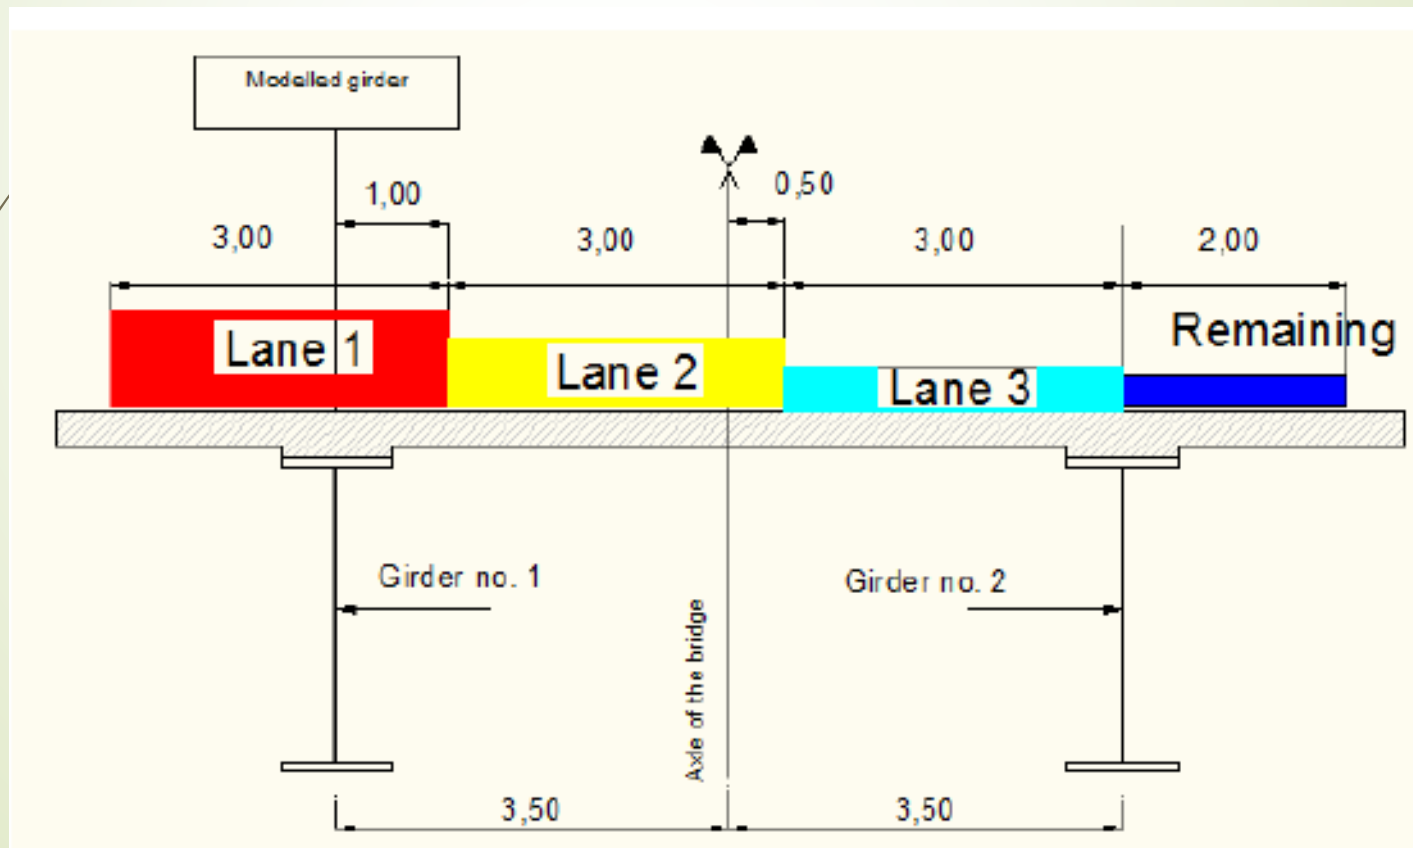 Modelled girder
1,00
0,50
3,00
3,00
3,00
2,00
Remaining
Lane 1
Lane 2
Lane 3
Girder no. 1
Girder no. 2
Axle of the bridge
3,50
3,50